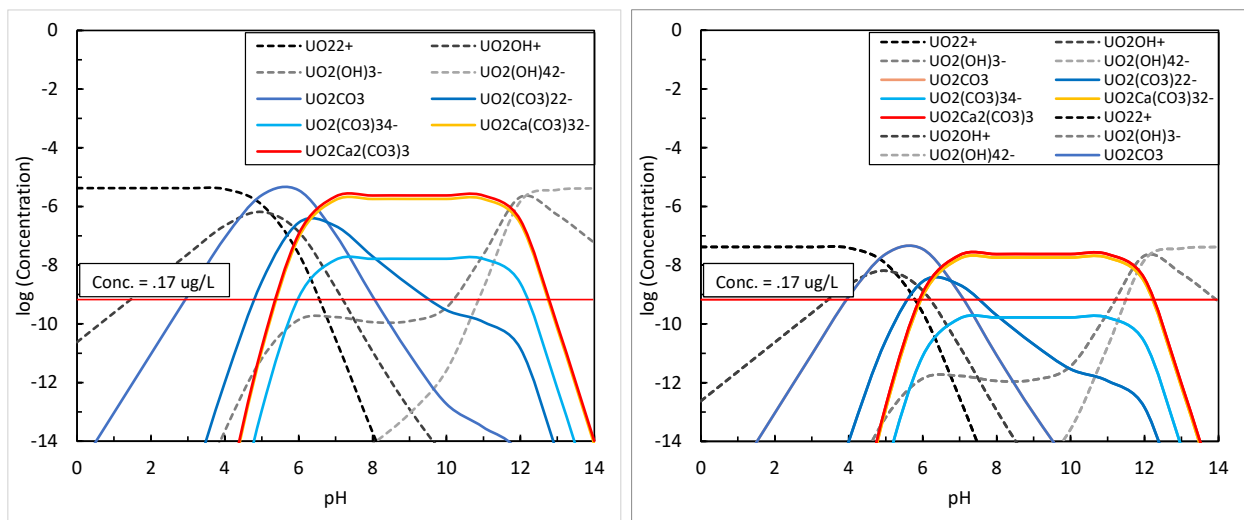 0
-2
-4
-6
-8
-10
-12
-14
log (Concentration)
UO22+ UO2OH+
UO2(OH)3- UO2(OH)42-
UO2CO3 UO2(CO3)22-
UO2(CO3)34- UO2Ca(CO3)32-
UO2Ca2(CO3)3
Conc. = .17 ug/L
0 2 4 6 8 10 12 14
pH
0
-2
-4
-6
-8
-10
-12
-14
log (Concentration)
UO22+ UO2OH+
UO2(OH)3- UO2(OH)42-
UO2CO3 UO2(CO3)22-
UO2(CO3)34- UO2Ca(CO3)32-
UO2Ca2(CO3)3 UO22+
UO2OH+ UO2(OH)3-
UO2(OH)42- UO2CO3
Conc. = .17 ug/L
0 2 4 6 8 10 12 14
pH